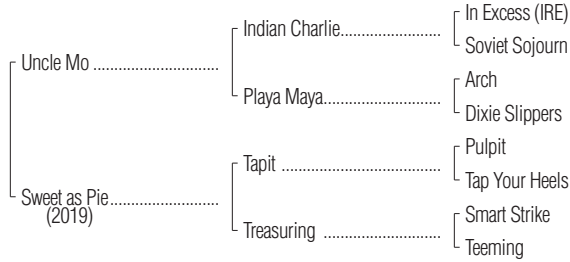 In Excess (IRE)
Indian Charlie....................
Soviet Sojourn
Uncle Mo .........................
Arch
Playa Maya.......................
Dixie Slippers
Pulpit
Tapit ................................
Tap Your Heels
Sweet as Pie......................
(2019)
Smart Strike
Treasuring .......................
Teeming